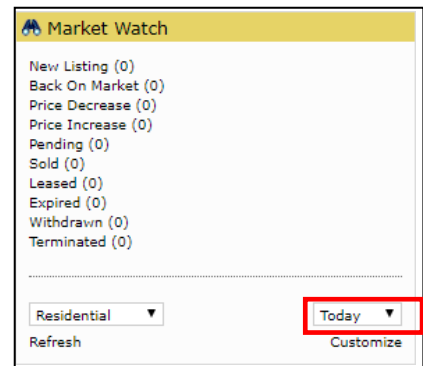 Market Watch
New Listing (0)
Back On Market (0)
Price Decrease (0)
Price Increase (0)
Pending (0)
Sold (0)
Leased (0)
Expired (0)
Withdrawn (0)
Terminated (0)
Residential Today
Refresh Customize